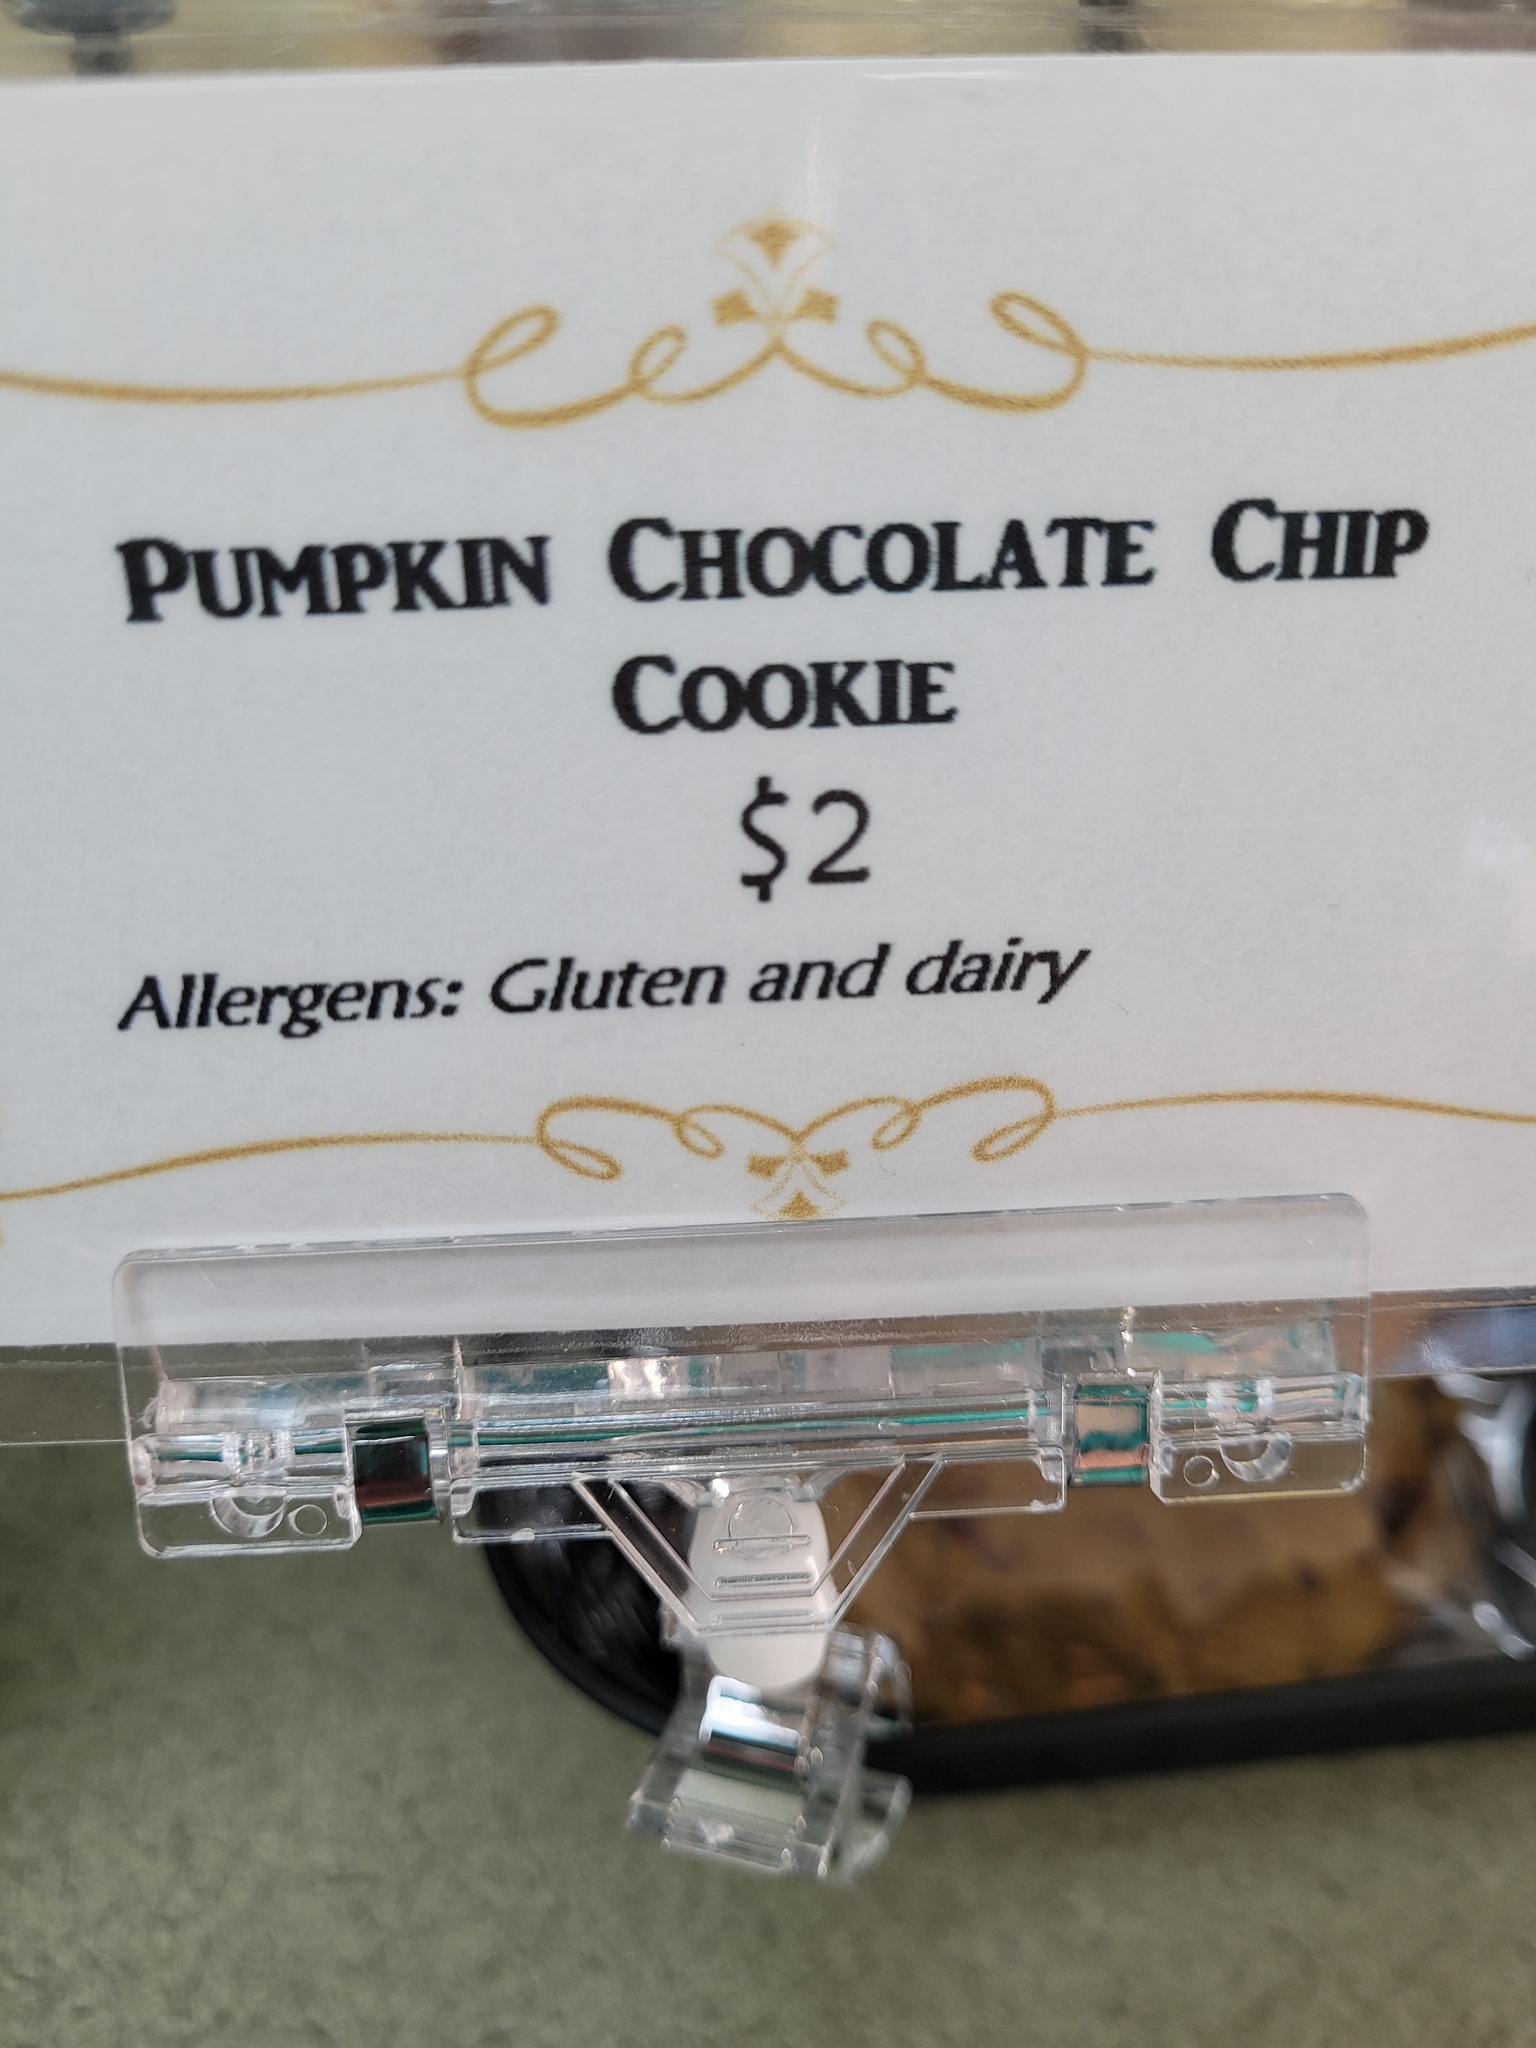 PUMPKIN CHOCOLATE CHIP
COOKIE
$2
Allergens: Gluten and dairy